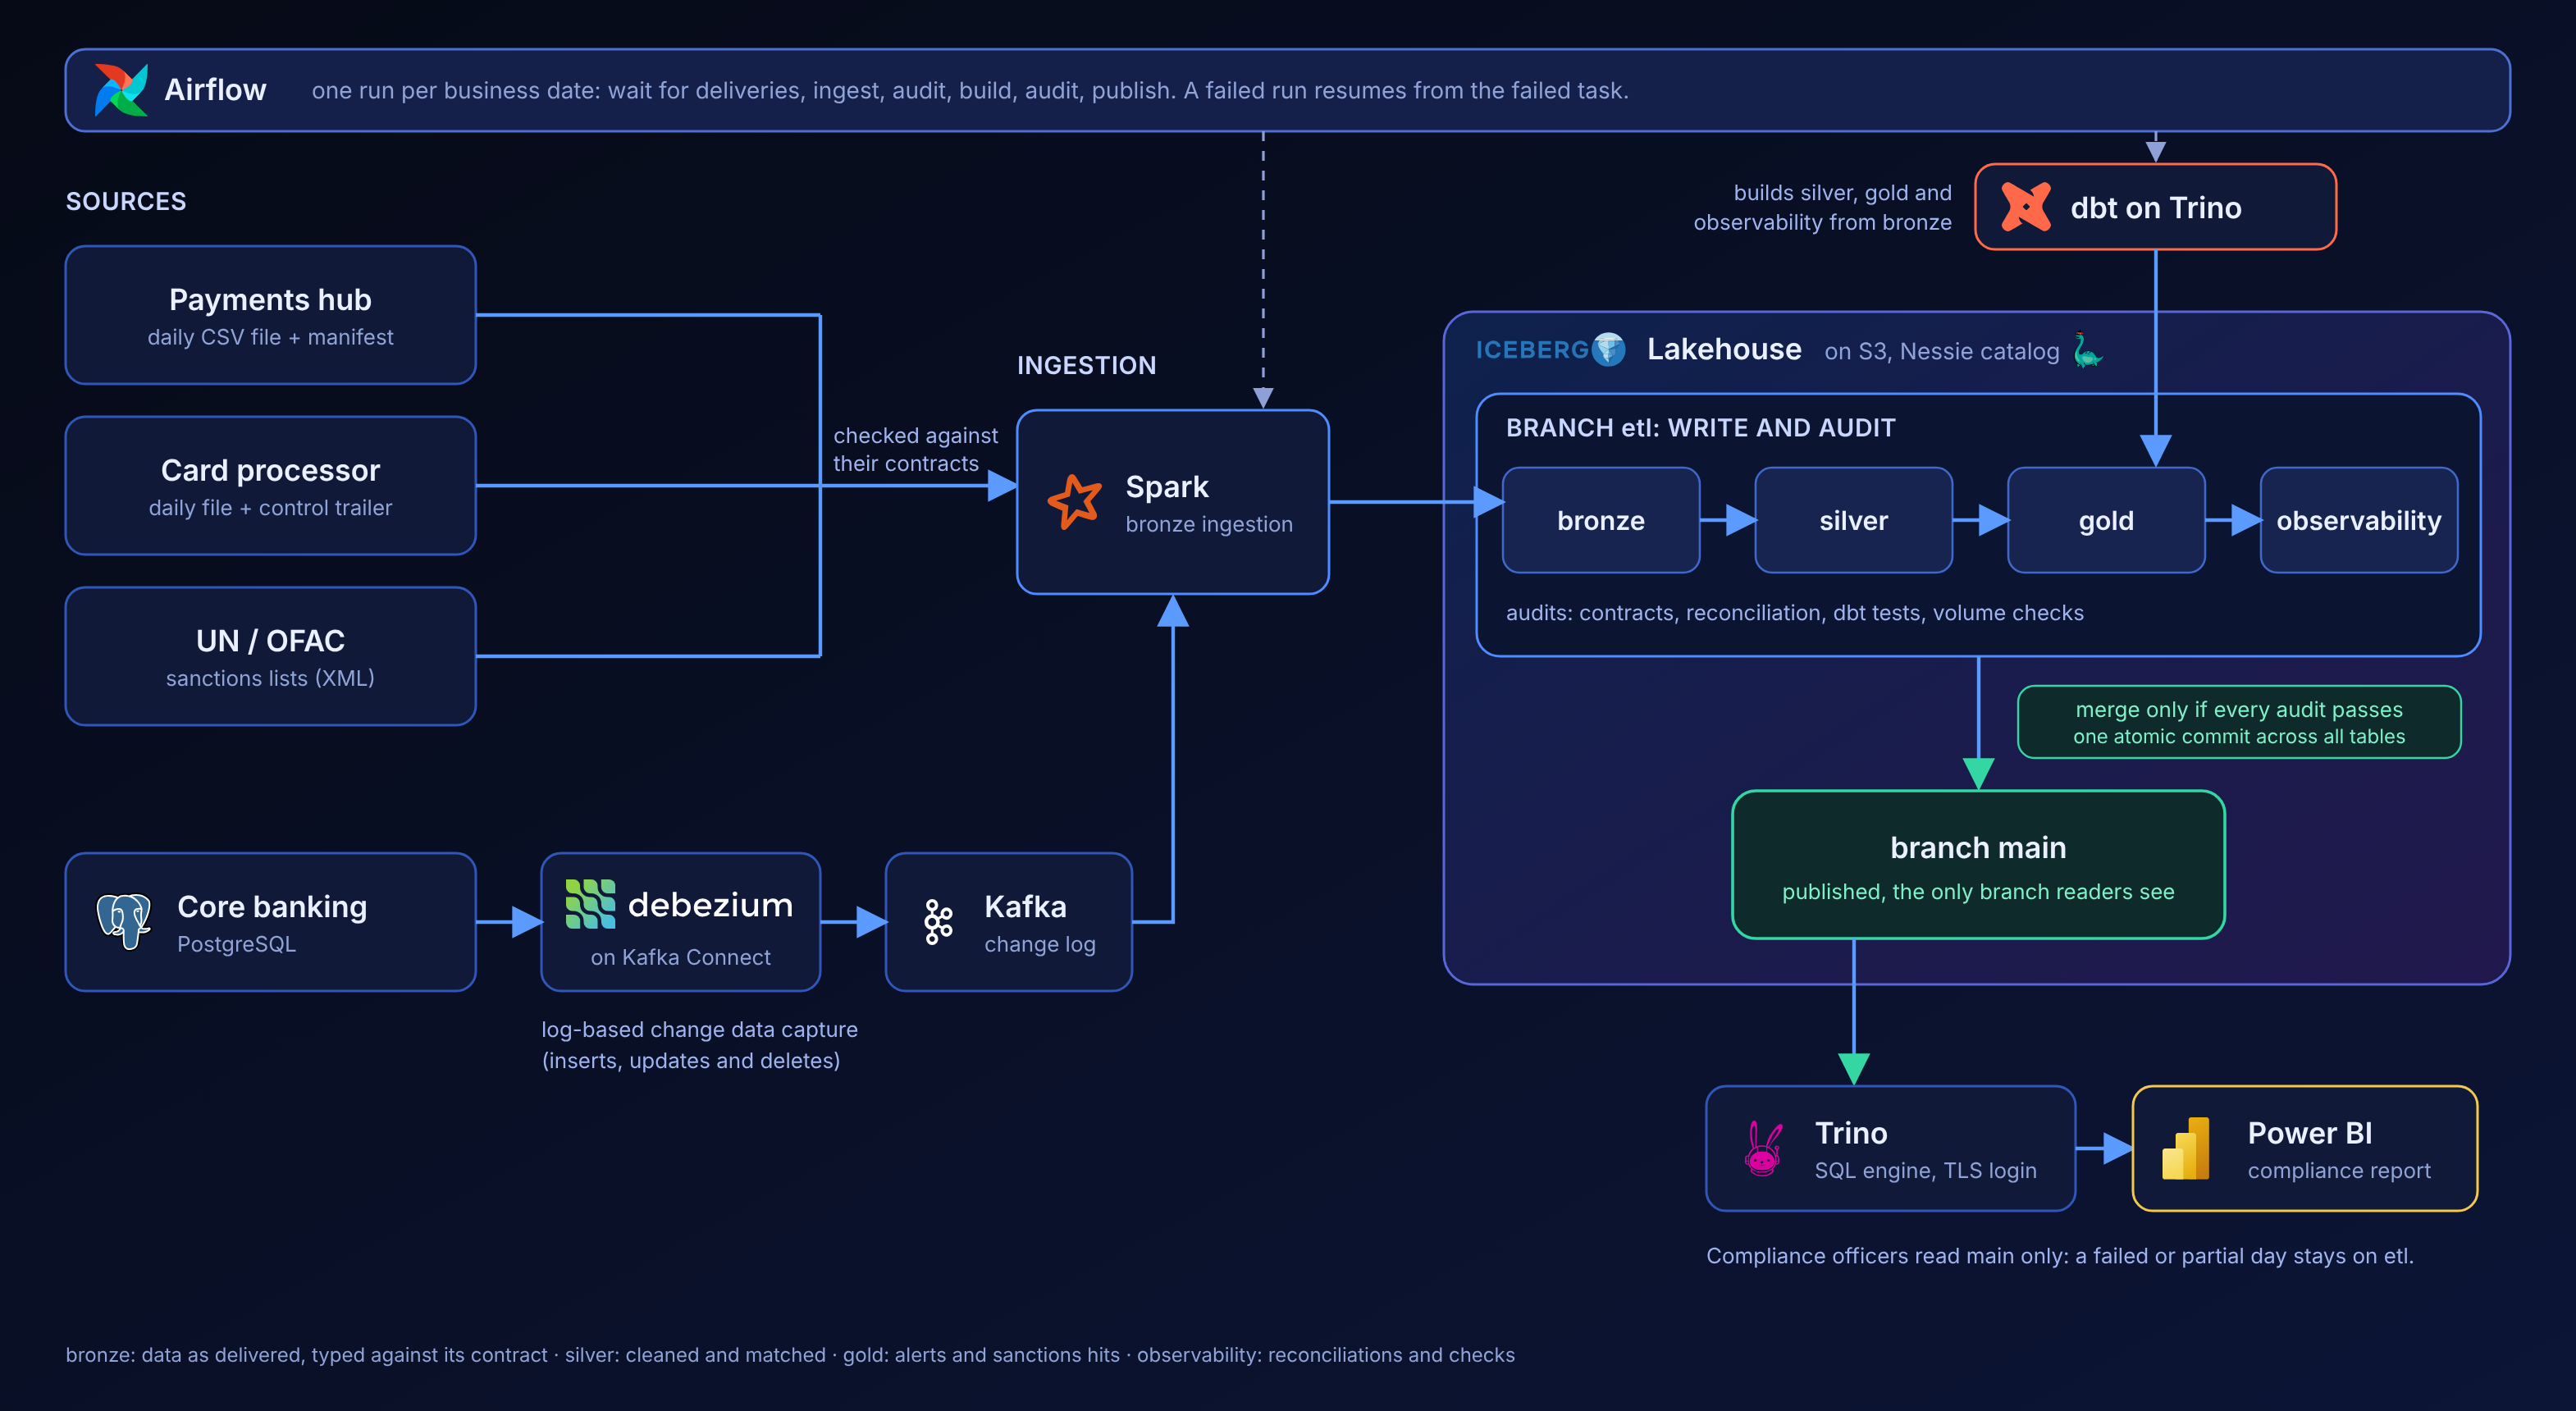 Airflow
one run per business date: wait for deliveries, ingest, audit, build, audit, publish. A failed run resumes from the failed task.
SOURCES
Payments hub
daily CSV file + manifest
Card processor
daily file + control trailer
UN / OFAC
sanctions lists (XML)
checked against
their contracts
INGESTION
Spark
bronze ingestion
Core banking
PostgreSQL
debezium
on Kafka Connect
log-based change data capture
(inserts, updates and deletes)
Kafka
change log
builds silver, gold and
observability from bronze
dbt on Trino
ICEBERG Lakehouse on S3, Nessie catalog
BRANCH etl: WRITE AND AUDIT
bronze
silver
gold
observability
audits: contracts, reconciliation, dbt tests, volume checks
merge only if every audit passes
one atomic commit across all tables
branch main
published, the only branch readers see
Trino
SQL engine, TLS login
Power BI
compliance report
Compliance officers read main only: a failed or partial day stays on etl.
bronze: data as delivered, typed against its contract · silver: cleaned and matched · gold: alerts and sanctions hits · observability: reconciliations and checks